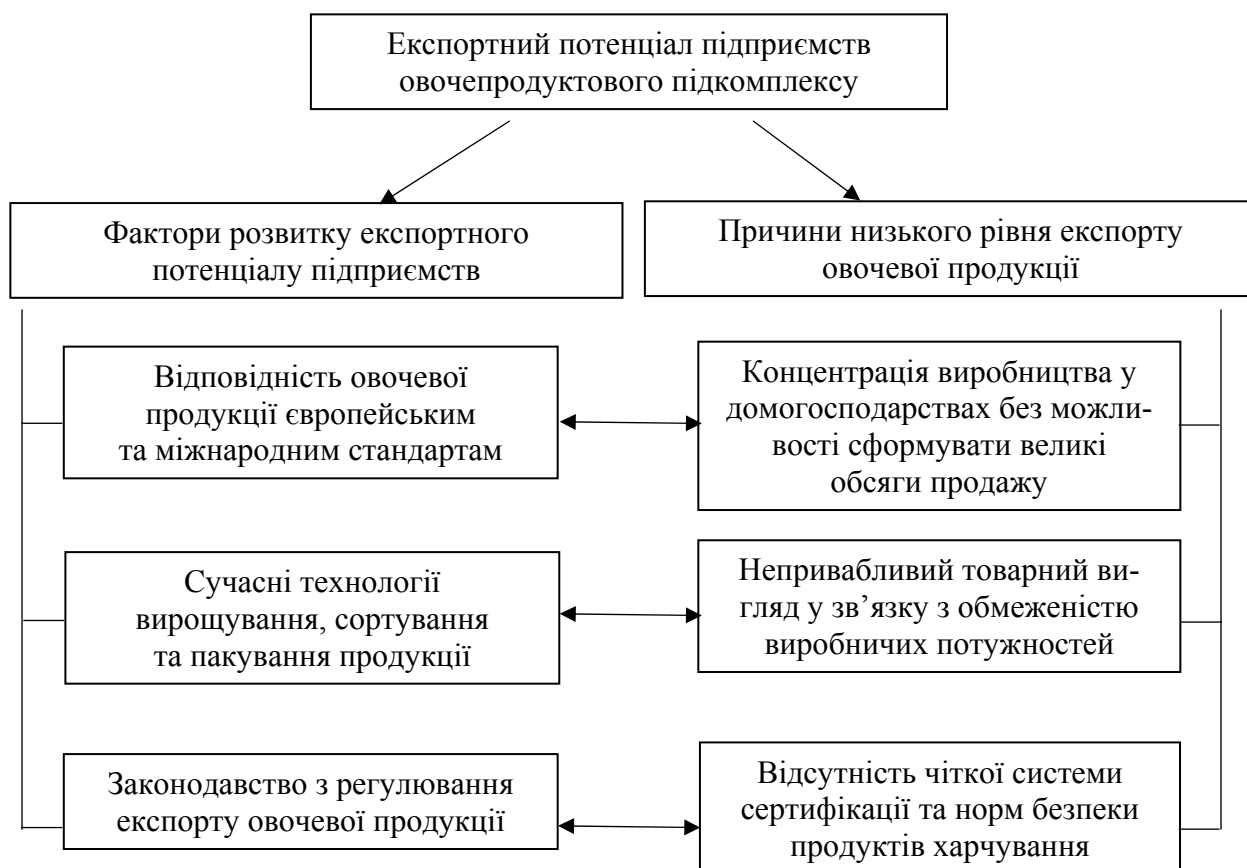 Експортний потенціал підприємств
овочепродуктового підкомплексу
Фактори розвитку експортного
потенціалу підприємств
Причини низького рівня експорту
овочевої продукції
Відповідність овочевої
продукції європейським
та міжнародним стандартам
Концентрація виробництва у
домогосподарствах без можли-
вості сформувати великі
обсяги продажу
Сучасні технології
вирощування, сортування
та пакування продукції
Непривабливий товарний ви-
гляд у зв’язку з обмеженістю
виробничих потужностей
Законодавство з регулювання
експорту овочевої продукції
Відсутність чіткої системи
сертифікації та норм безпеки
продуктів харчування